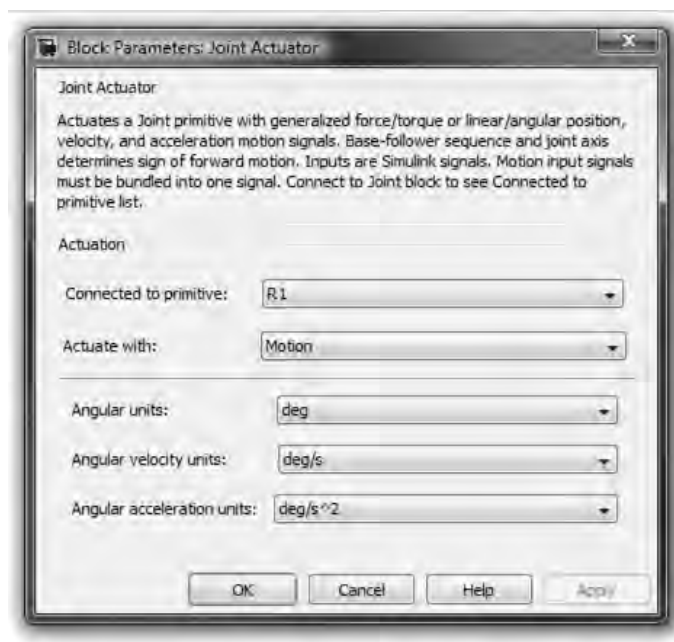 Block Parameters: Joint Actuator
Joint Actuator
Actuates a Joint primitive with generalized force/torque or linear/angular position,
velocity, and acceleration motion signals. Base-follower sequence and joint axis
determines sign of forward motion. Inputs are Simulink signals. Motion input signals
must be bundled into one signal. Connect to Joint block to see Connected to
primitive list.
Actuation
Connected to primitive: R1
Actuate with: Motion
Angular units: deg
Angular velocity units: deg/s
Angular acceleration units: deg/s^2
OK Cancel Help Apply